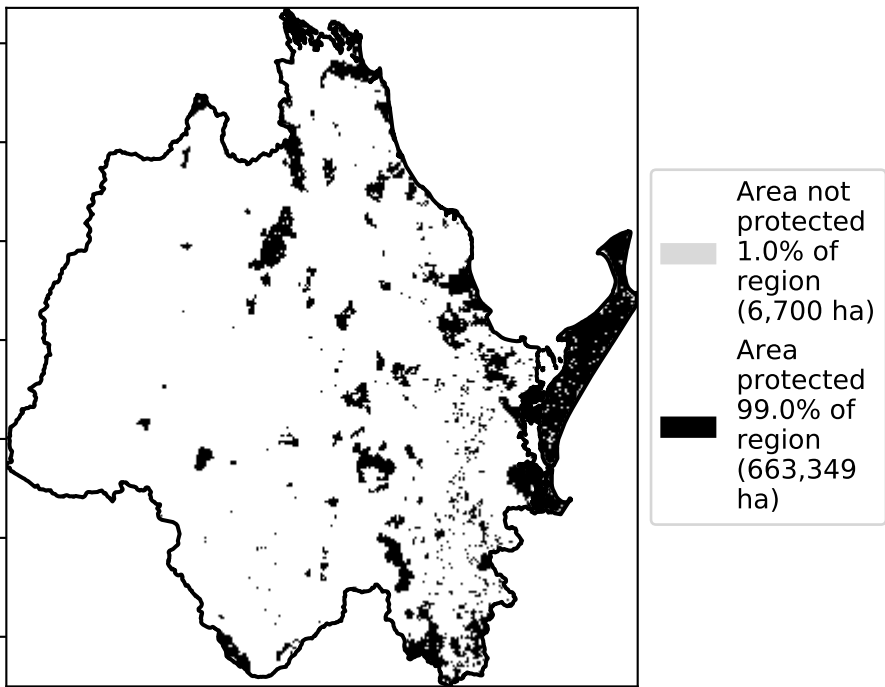 Area not
protected
1.0% of
region
(6,700 ha)
Area
protected
99.0% of
region
(663,349
ha)